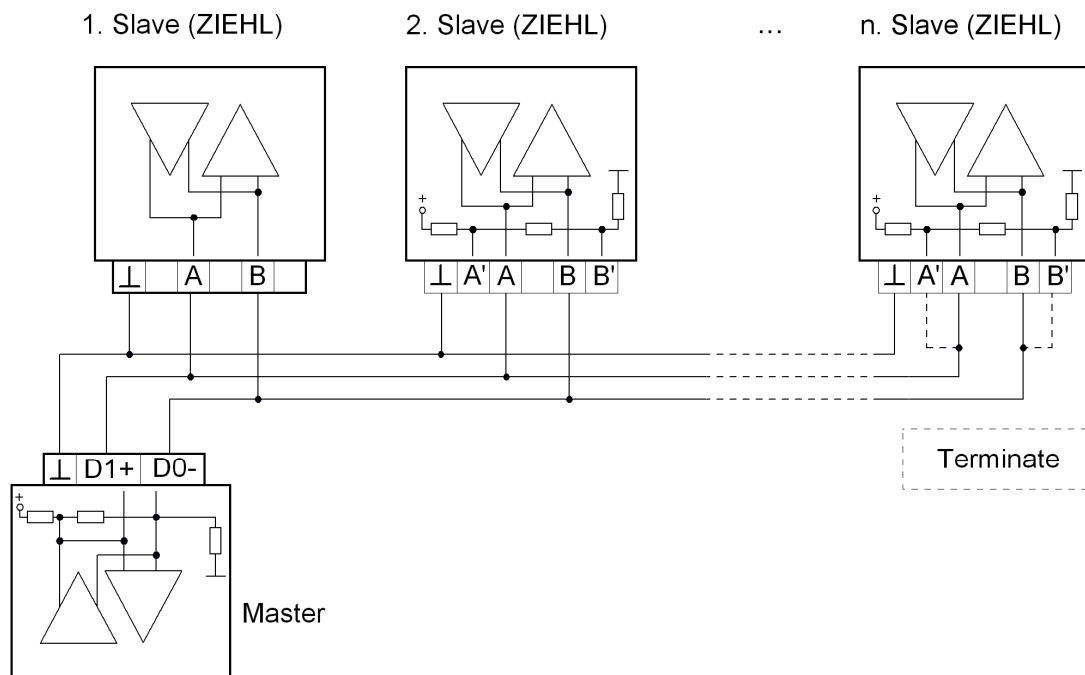 1. Slave (ZIEHL) 2. Slave (ZIEHL) ... n. Slave (ZIEHL)
+ +
⊥ A B ⊥ A' A B B' ⊥ A' A B B'
Terminate
⊥ D1+ D0-
+
Master